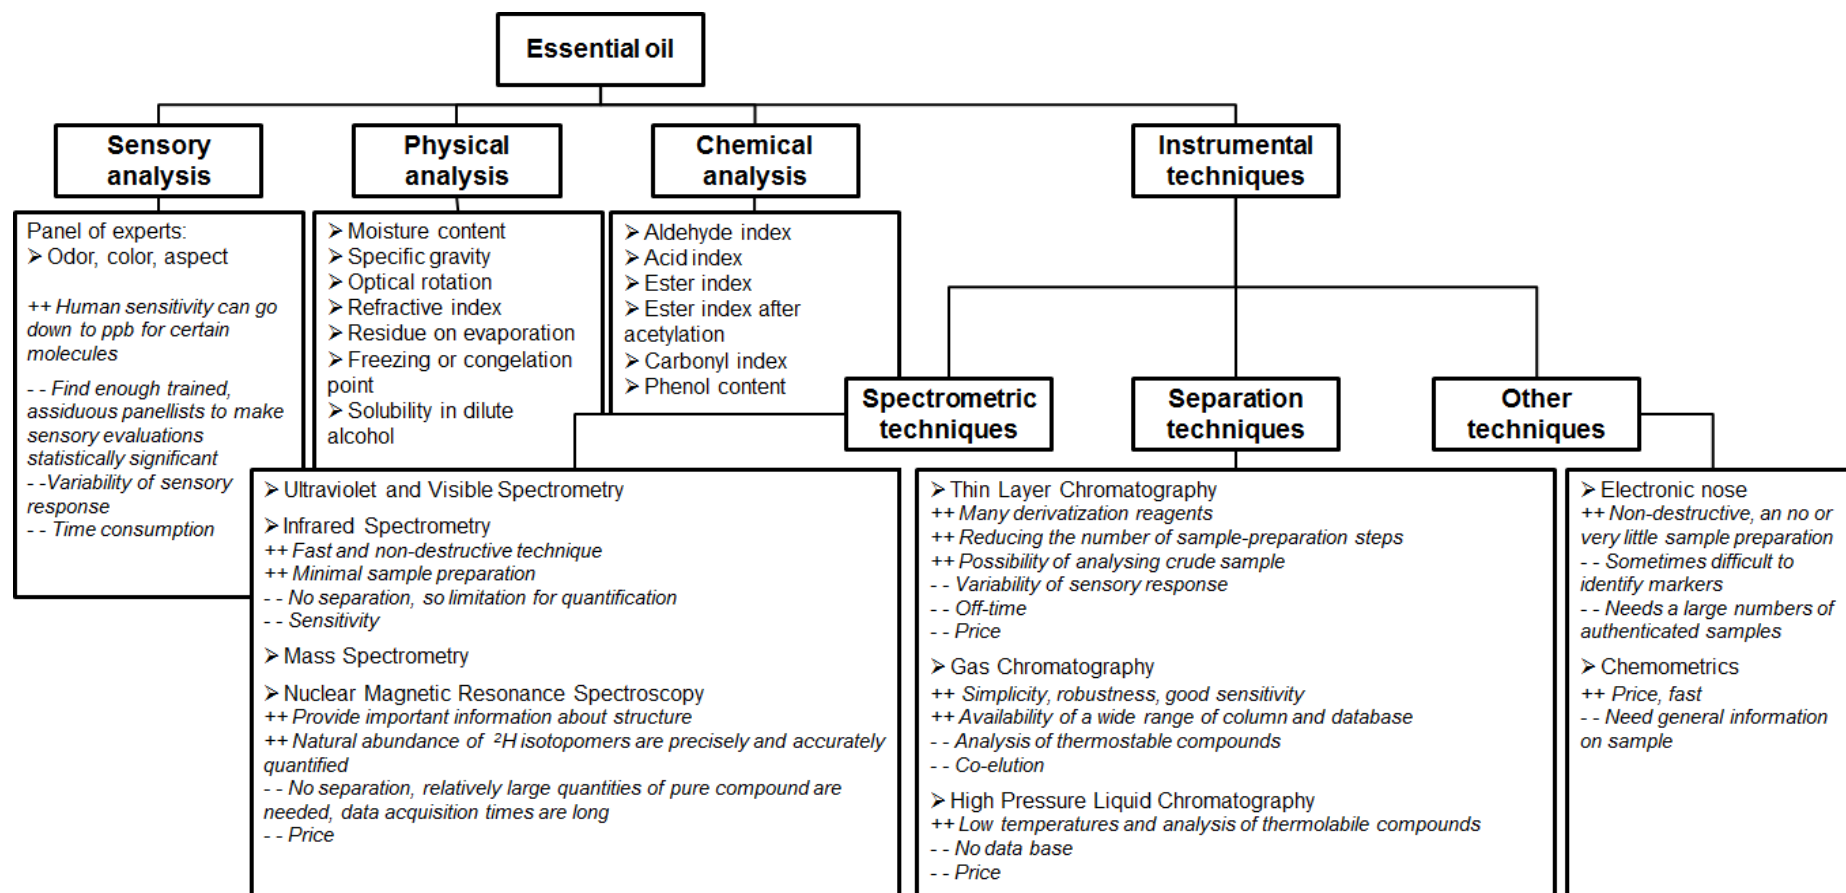 Essential oil
Sensory
analysis
Physical
analysis
Chemical
analysis
Instrumental
techniques
Panel of experts:
➢ Odor, color, aspect
++ Human sensitivity can go
down to ppb for certain
molecules
- - Find enough trained,
assiduous panellists to make
sensory evaluations
statistically significant
- -Variability of sensory
response
- - Time consumption
➢ Moisture content
➢ Specific gravity
➢ Optical rotation
➢ Refractive index
➢ Residue on evaporation
➢ Freezing or congelation
point
➢ Solubility in dilute
alcohol
➢ Aldehyde index
➢ Acid index
➢ Ester index
➢ Ester index after
acetylation
➢ Carbonyl index
➢ Phenol content
Spectrometric
techniques
Separation
techniques
Other
techniques
➢ Ultraviolet and Visible Spectrometry
➢ Infrared Spectrometry
++ Fast and non-destructive technique
++ Minimal sample preparation
- - No separation, so limitation for quantification
- - Sensitivity
➢ Mass Spectrometry
➢ Nuclear Magnetic Resonance Spectroscopy
++ Provide important information about structure
++ Natural abundance of ²H isotopomers are precisely and accurately
quantified
- - No separation, relatively large quantities of pure compound are
needed, data acquisition times are long
- - Price
➢ Thin Layer Chromatography
++ Many derivatization reagents
++ Reducing the number of sample-preparation steps
++ Possibility of analysing crude sample
- - Variability of sensory response
- - Off-time
- - Price
➢ Gas Chromatography
++ Simplicity, robustness, good sensitivity
++ Availability of a wide range of column and database
- - Analysis of thermostable compounds
- - Co-elution
➢ High Pressure Liquid Chromatography
++ Low temperatures and analysis of thermolabile compounds
- - No data base
- - Price
➢ Electronic nose
++ Non-destructive, an no or
very little sample preparation
- - Sometimes difficult to
identify markers
- - Needs a large numbers of
authenticated samples
➢ Chemometrics
++ Price, fast
- - Need general information
on sample